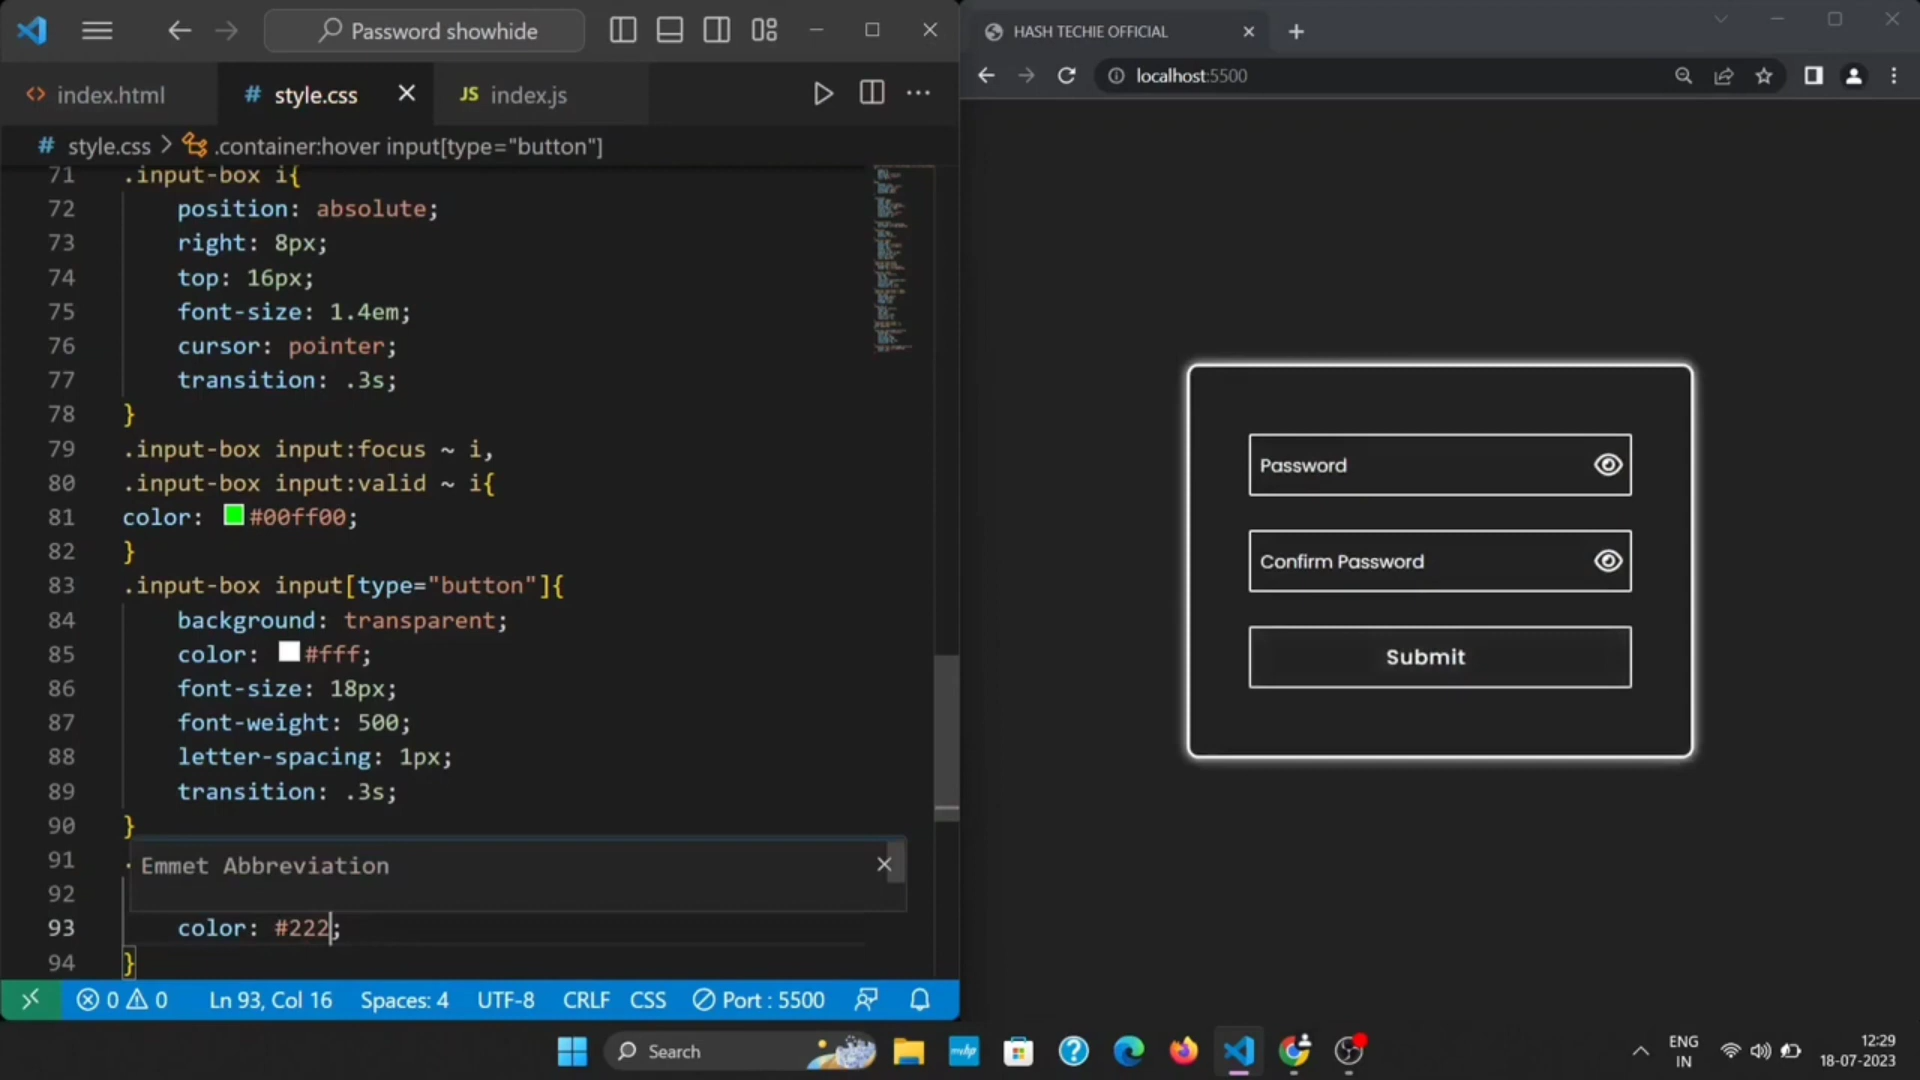 Password showhide
index.html
# style.css
JS index.js
# style.css > .container:hover input[type="button"]
71 .input-box i{
72 position: absolute;
73 right: 8px;
74 top: 16px;
75 font-size: 1.4em;
76 cursor: pointer;
77 transition: .3s;
78 }
79 .input-box input:focus ~ i,
80 .input-box input:valid ~ i{
81 color: #00ff00;
82 }
83 .input-box input[type="button"]{
84 background: transparent;
85 color: #fff;
86 font-size: 18px;
87 font-weight: 500;
88 letter-spacing: 1px;
89 transition: .3s;
90 }
91
Emmet Abbreviation
92
93 color: #222;
94 }
0 0 Ln 93, Col 16 Spaces: 4 UTF-8 CRLF CSS Port : 5500
HASH TECHIE OFFICIAL
localhost:5500
Password
Confirm Password
Submit
Search
mhp
ENG
IN
12:29
18-07-2023